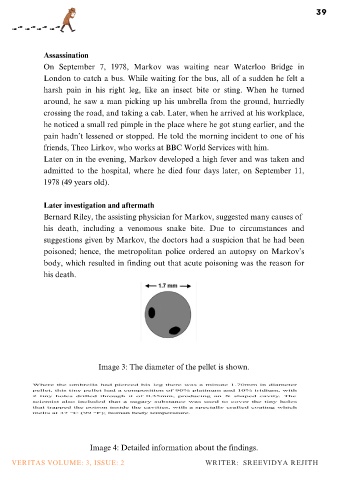 39
Assassination
On September 7, 1978, Markov was waiting near Waterloo Bridge in
London to catch a bus. While waiting for the bus, all of a sudden he felt a
harsh pain in his right leg, like an insect bite or sting. When he turned
around, he saw a man picking up his umbrella from the ground, hurriedly
crossing the road, and taking a cab. Later, when he arrived at his workplace,
he noticed a small red pimple in the place where he got stung earlier, and the
pain hadn't lessened or stopped. He told the morning incident to one of his
friends, Theo Lirkov, who works at BBC World Services with him.
Later on in the evening, Markov developed a high fever and was taken and
admitted to the hospital, where he died four days later, on September 11,
1978 (49 years old).
Later investigation and aftermath
Bernard Riley, the assisting physician for Markov, suggested many causes of
his death, including a venomous snake bite. Due to circumstances and
suggestions given by Markov, the doctors had a suspicion that he had been
poisoned; hence, the metropolitan police ordered an autopsy on Markov's
body, which resulted in finding out that acute poisoning was the reason for
his death.
1.7 mm
Image 3: The diameter of the pellet is shown.
Where the umbrella had pierced his leg there was a minute 1.70mm in diameter
pellet, this tiny pellet had a composition of 90% platinum and 10% iridium, with
2 tiny holes drilled through it of 0.35mm, producing an X shaped cavity. The
scientist also included that a sugary substance was used to cover the tiny holes
that trapped the poison inside the cavities, with a specially crafted coating which
melts at 37 °C (99 °F), human body temperature.
Image 4: Detailed information about the findings.
VERITAS VOLUME: 3, ISSUE: 2 WRITER: SREEVIDYA REJITH